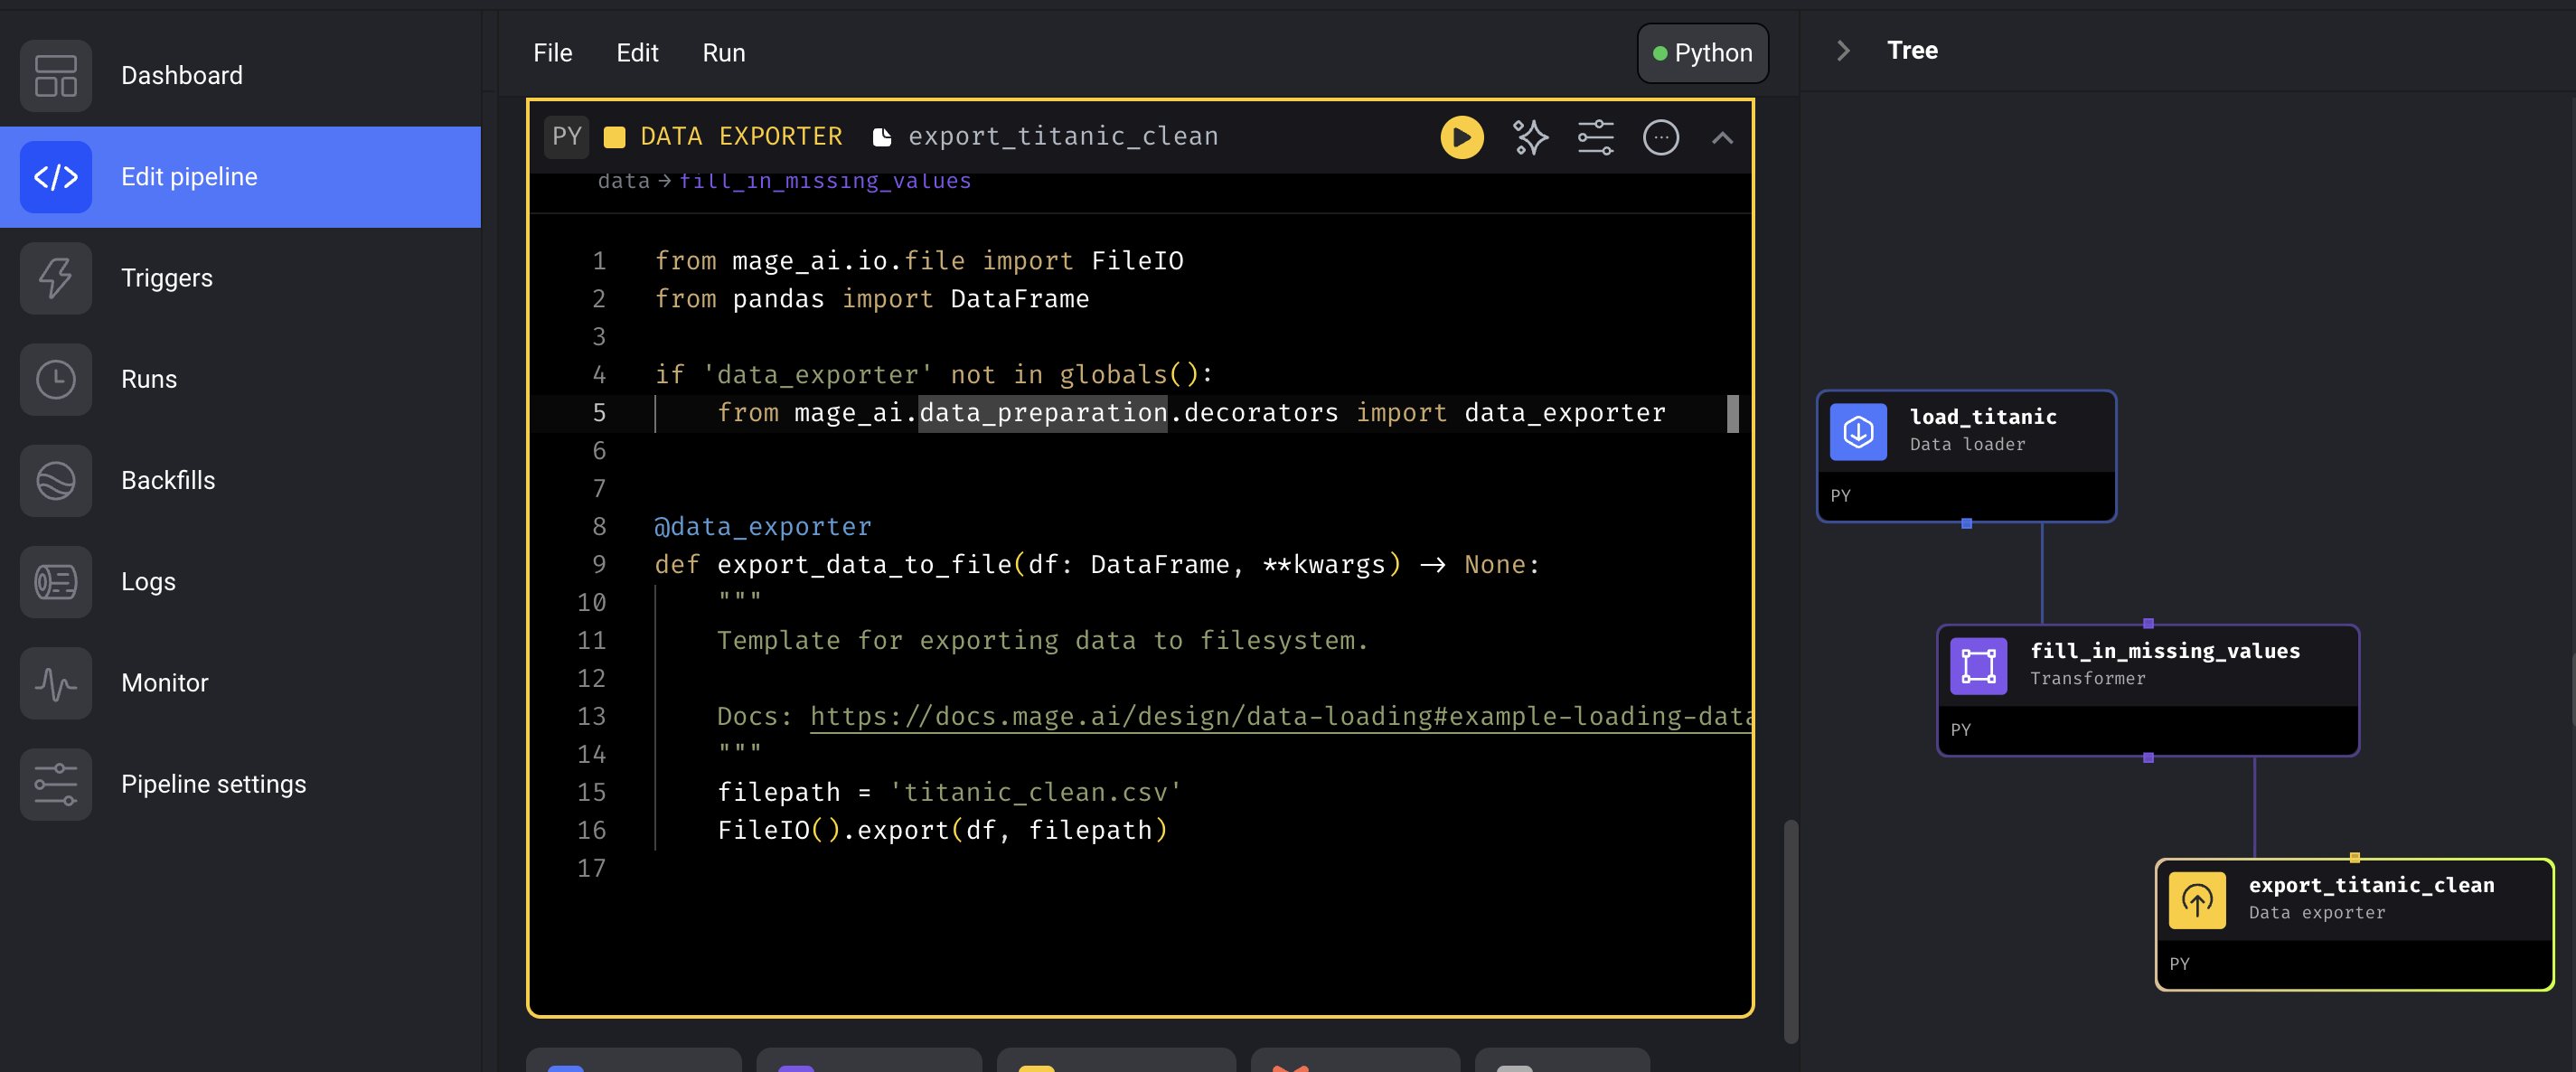 Dashboard
Edit pipeline
Triggers
Runs
Backfills
Logs
Monitor
Pipeline settings
File Edit Run
Python
PY DATA EXPORTER export_titanic_clean
data → fill_in_missing_values
1 from mage_ai.io.file import FileIO
2 from pandas import DataFrame
3
4 if 'data_exporter' not in globals():
5 from mage_ai.data_preparation.decorators import data_exporter
6
7
8 @data_exporter
9 def export_data_to_file(df: DataFrame, **kwargs) -> None:
10 """
11 Template for exporting data to filesystem.
12
13 Docs: https://docs.mage.ai/design/data-loading#example-loading-data
14 """
15 filepath = 'titanic_clean.csv'
16 FileIO().export(df, filepath)
17
Tree
load_titanic
Data loader
PY
fill_in_missing_values
Transformer
PY
export_titanic_clean
Data exporter
PY